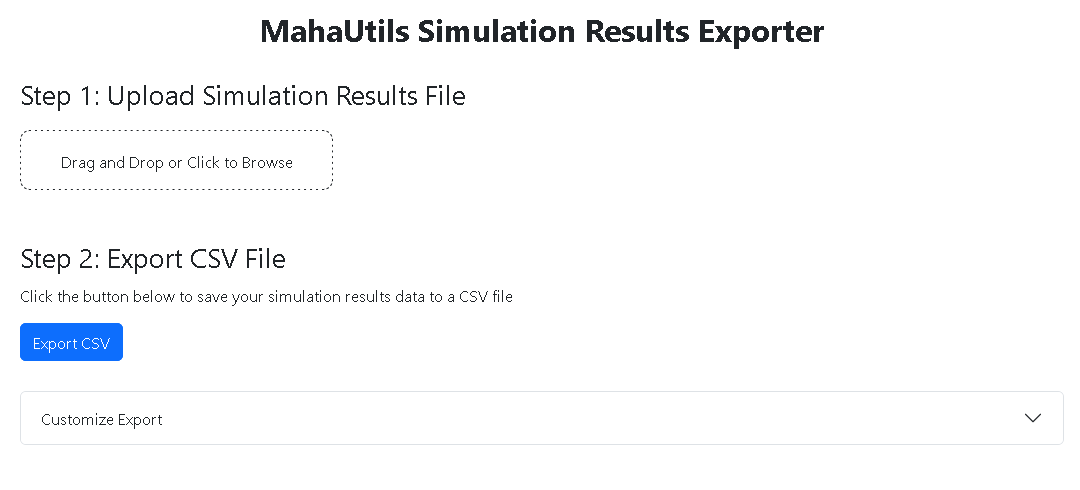 MahaUtils Simulation Results Exporter
Step 1: Upload Simulation Results File
Drag and Drop or Click to Browse
Step 2: Export CSV File
Click the button below to save your simulation results data to a CSV file
Export CSV
Customize Export